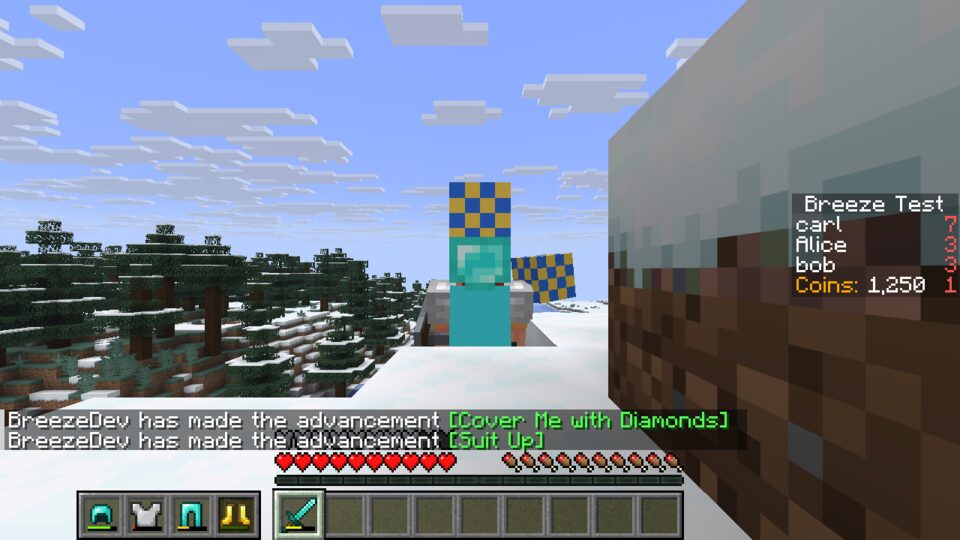 Breeze Test
carl 7
Alice 3
bob 3
Coins: 1,250 1
BreezeDev has made the advancement [Cover Me with Diamonds]
BreezeDev has made the advancement [Suit Up]